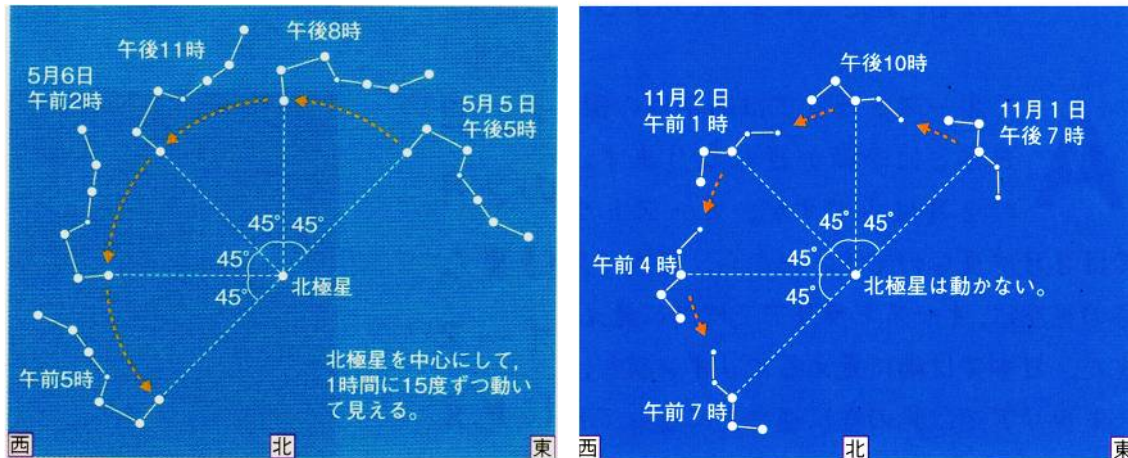 午後8時
午後11時
5月6日
午前2時
5月5日
午後5時
45°
45°
45°
45°
北極星
午前5時
北極星を中心にして,
1時間に15度ずつ動い
て見える。
西
北
東
午後10時
11月2日
午前1時
11月1日
午後7時
45°
45°
45°
45°
午前4時
北極星は動かない。
午前7時
西
北
東